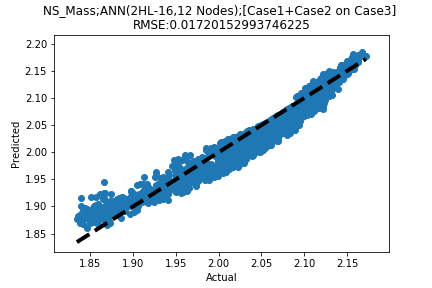 NS_Mass;ANN(2HL-16,12 Nodes);[Case1+Case2 on Case3]
RMSE:0.01720152993746225
2.20
2.15
2.10
2.05
2.00
1.95
1.90
1.85
Predicted
1.85 1.90 1.95 2.00 2.05 2.10 2.15
Actual